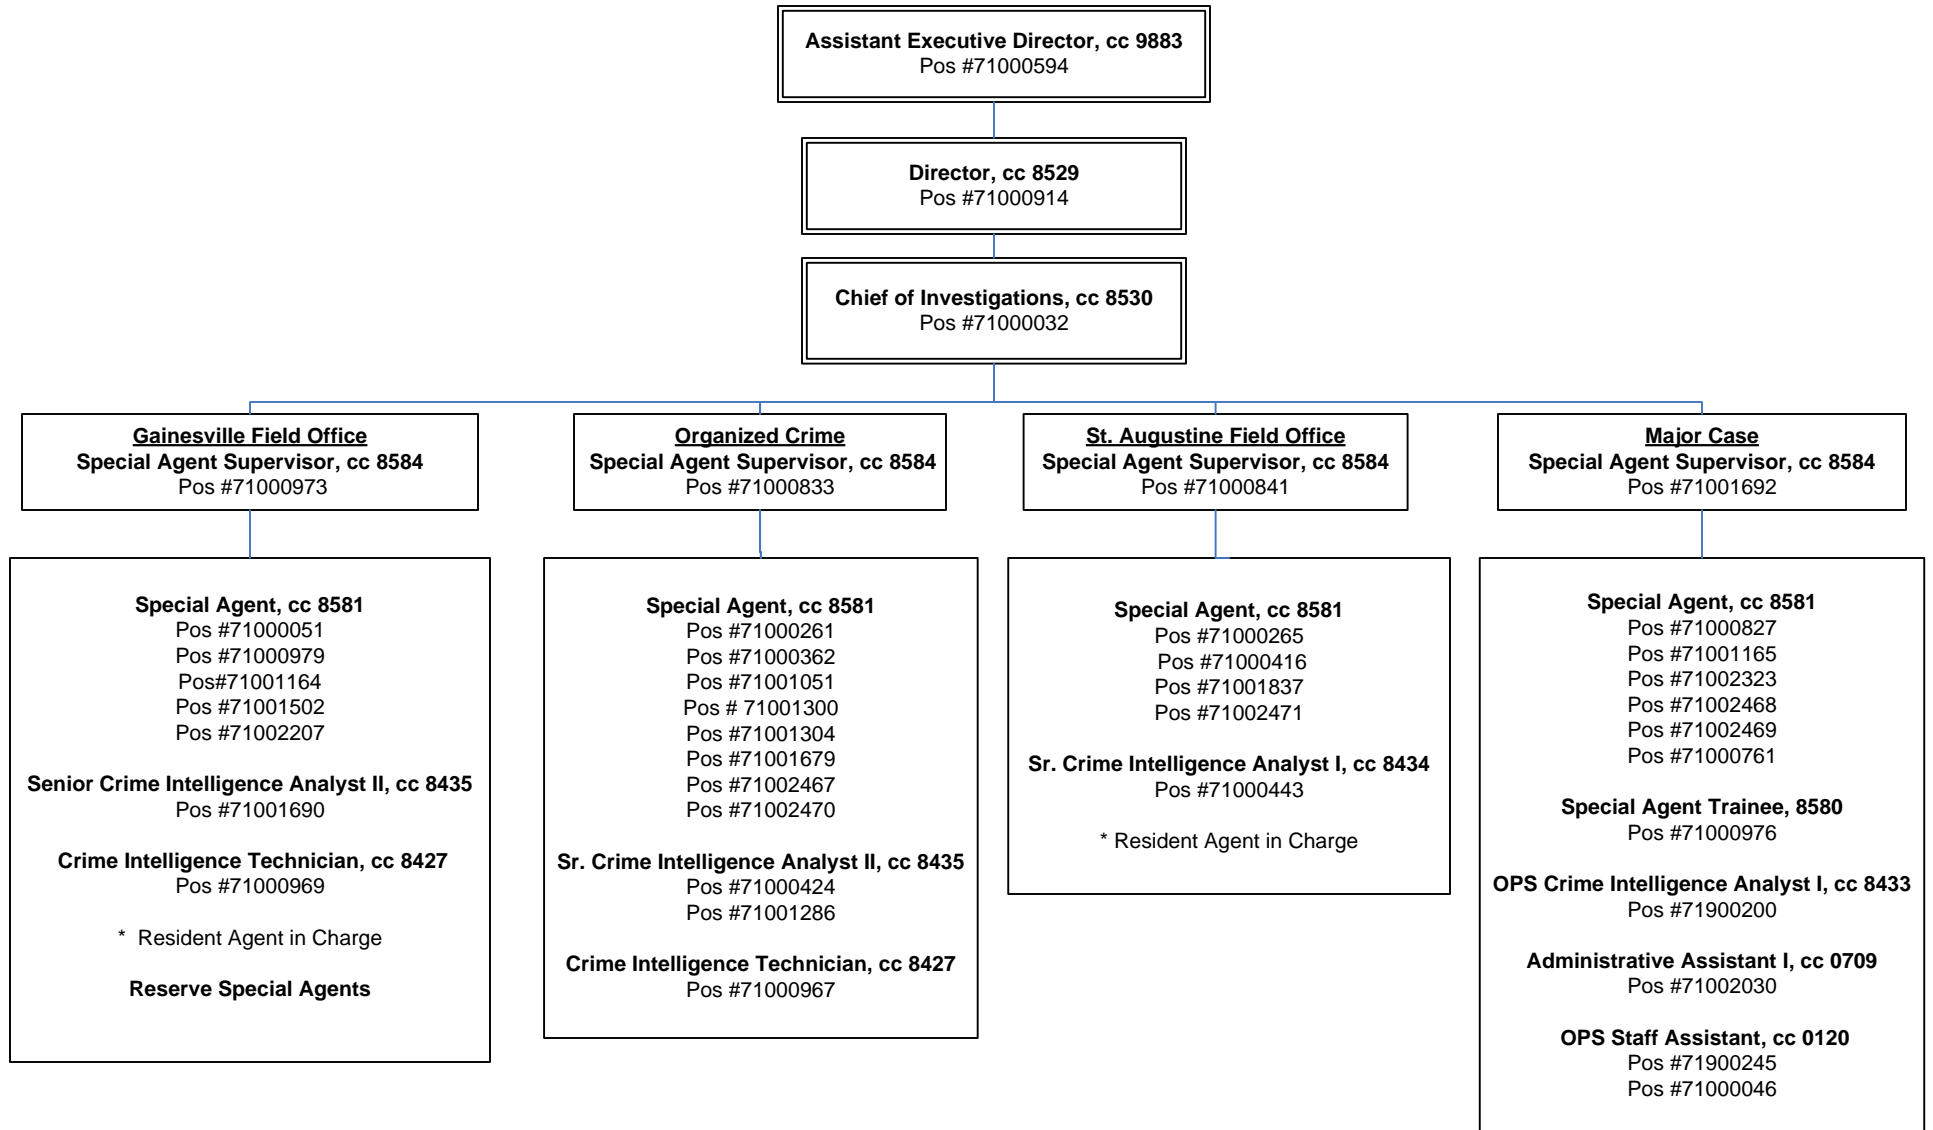 Assistant Executive Director, cc 9883
Pos #71000594
Director, cc 8529
Pos #71000914
Chief of Investigations, cc 8530
Pos #71000032
Gainesville Field Office
Special Agent Supervisor, cc 8584
Pos #71000973
Organized Crime
Special Agent Supervisor, cc 8584
Pos #71000833
St. Augustine Field Office
Special Agent Supervisor, cc 8584
Pos #71000841
Major Case
Special Agent Supervisor, cc 8584
Pos #71001692
Special Agent, cc 8581
Pos #71000051
Pos #71000979
Pos#71001164
Pos #71001502
Pos #71002207
Senior Crime Intelligence Analyst II, cc 8435
Pos #71001690
Crime Intelligence Technician, cc 8427
Pos #71000969
* Resident Agent in Charge
Reserve Special Agents
Special Agent, cc 8581
Pos #71000261
Pos #71000362
Pos #71001051
Pos # 71001300
Pos #71001304
Pos #71001679
Pos #71002467
Pos #71002470
Sr. Crime Intelligence Analyst II, cc 8435
Pos #71000424
Pos #71001286
Crime Intelligence Technician, cc 8427
Pos #71000967
Special Agent, cc 8581
Pos #71000265
Pos #71000416
Pos #71001837
Pos #71002471
Sr. Crime Intelligence Analyst I, cc 8434
Pos #71000443
* Resident Agent in Charge
Special Agent, cc 8581
Pos #71000827
Pos #71001165
Pos #71002323
Pos #71002468
Pos #71002469
Pos #71000761
Special Agent Trainee, 8580
Pos #71000976
OPS Crime Intelligence Analyst I, cc 8433
Pos #71900200
Administrative Assistant I, cc 0709
Pos #71002030
OPS Staff Assistant, cc 0120
Pos #71900245
Pos #71000046